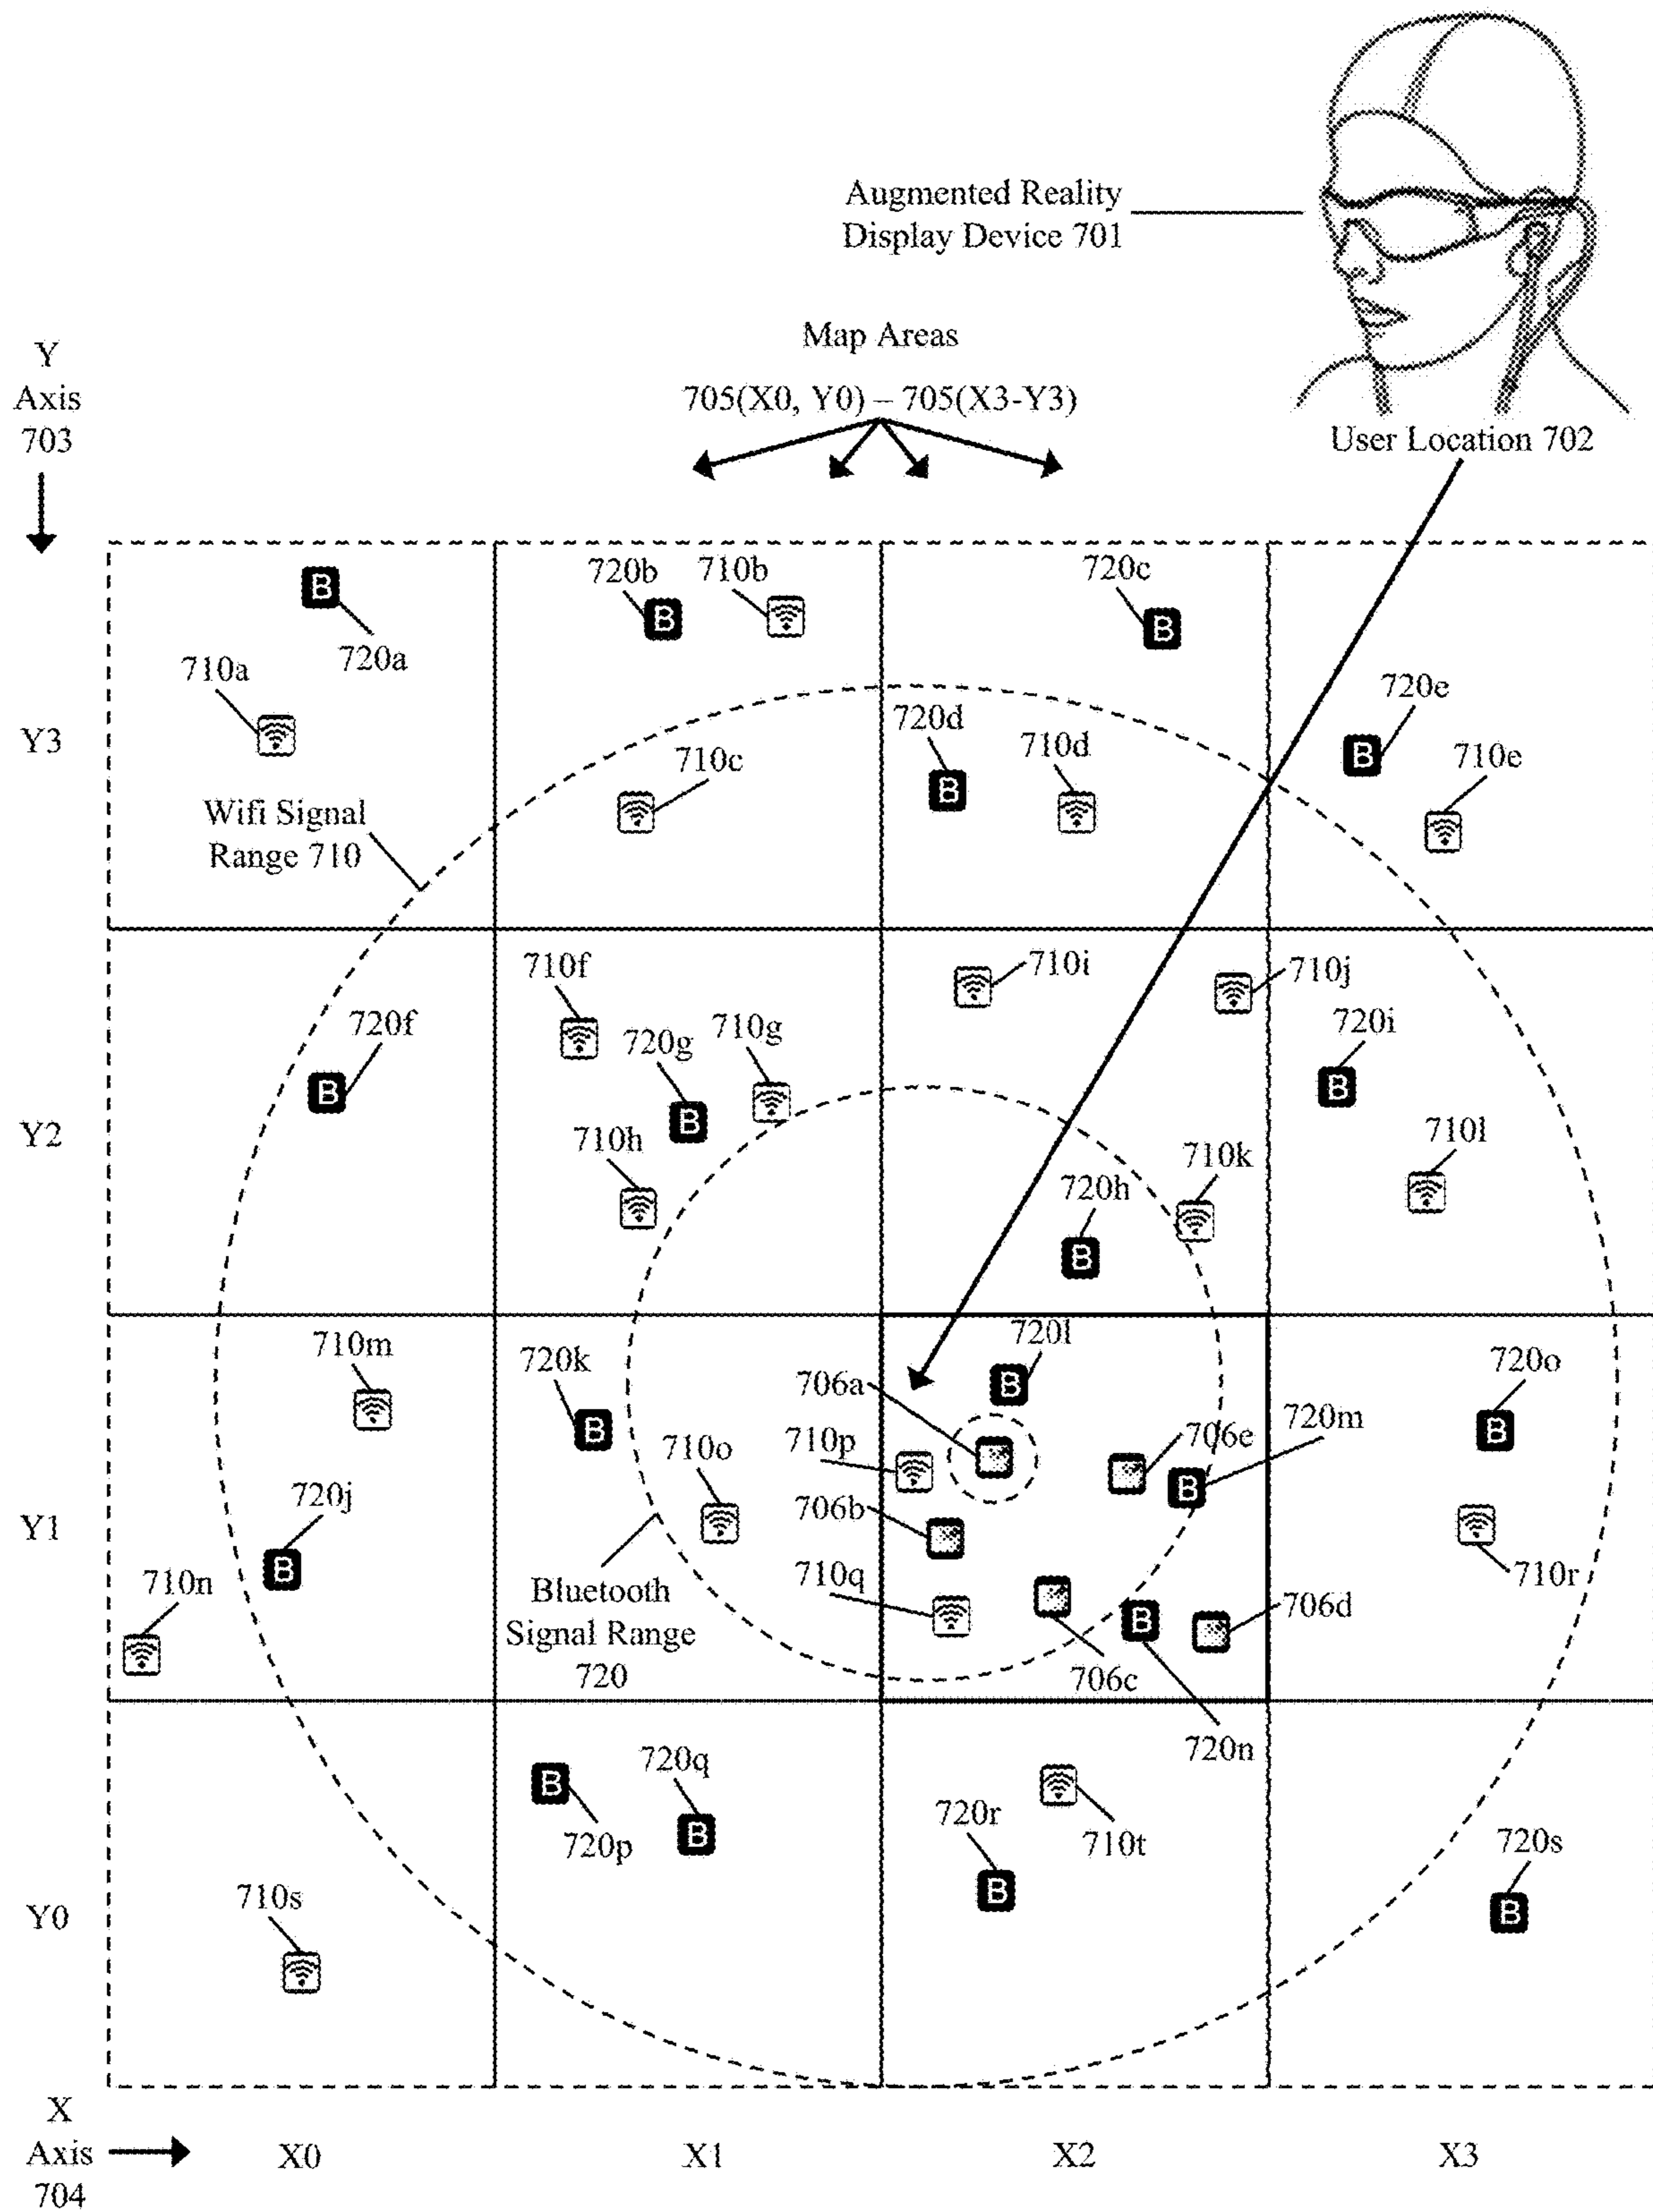 Augmented Reality
Display Device 701
Map Areas
705(X0, Y0) – 705(X3-Y3)
User Location 702
Y
Axis
703
720b
710b
720c
B
B
B
B
720a
710a
720e
720d
Y3
710c
710d
B
710e
B
Wifi Signal
Range 710
710f
710i
710j
720f
720g
710g
720i
B
B
B
Y2
710h
710l
710k
720h
B
710m
720k
720l
720o
706a
B
B
720m
B
710o
710p
706e
B
720j
706b
Y1
B
710n
710q
710r
Bluetooth
Signal Range
720
B
706d
706c
720n
720q
B
720p
B
720r
710t
720s
B
B
710s
Y0
X
Axis
704
X0
X1
X2
X3